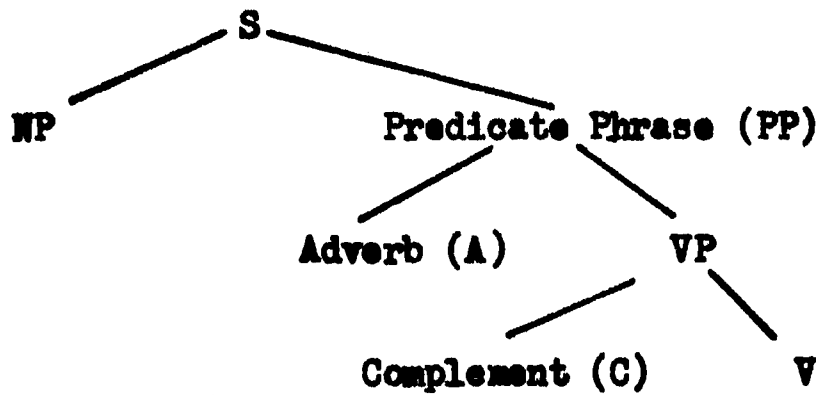 S
NP Predicate Phrase (PP)
Adverb (A) VP
Complement (C) V